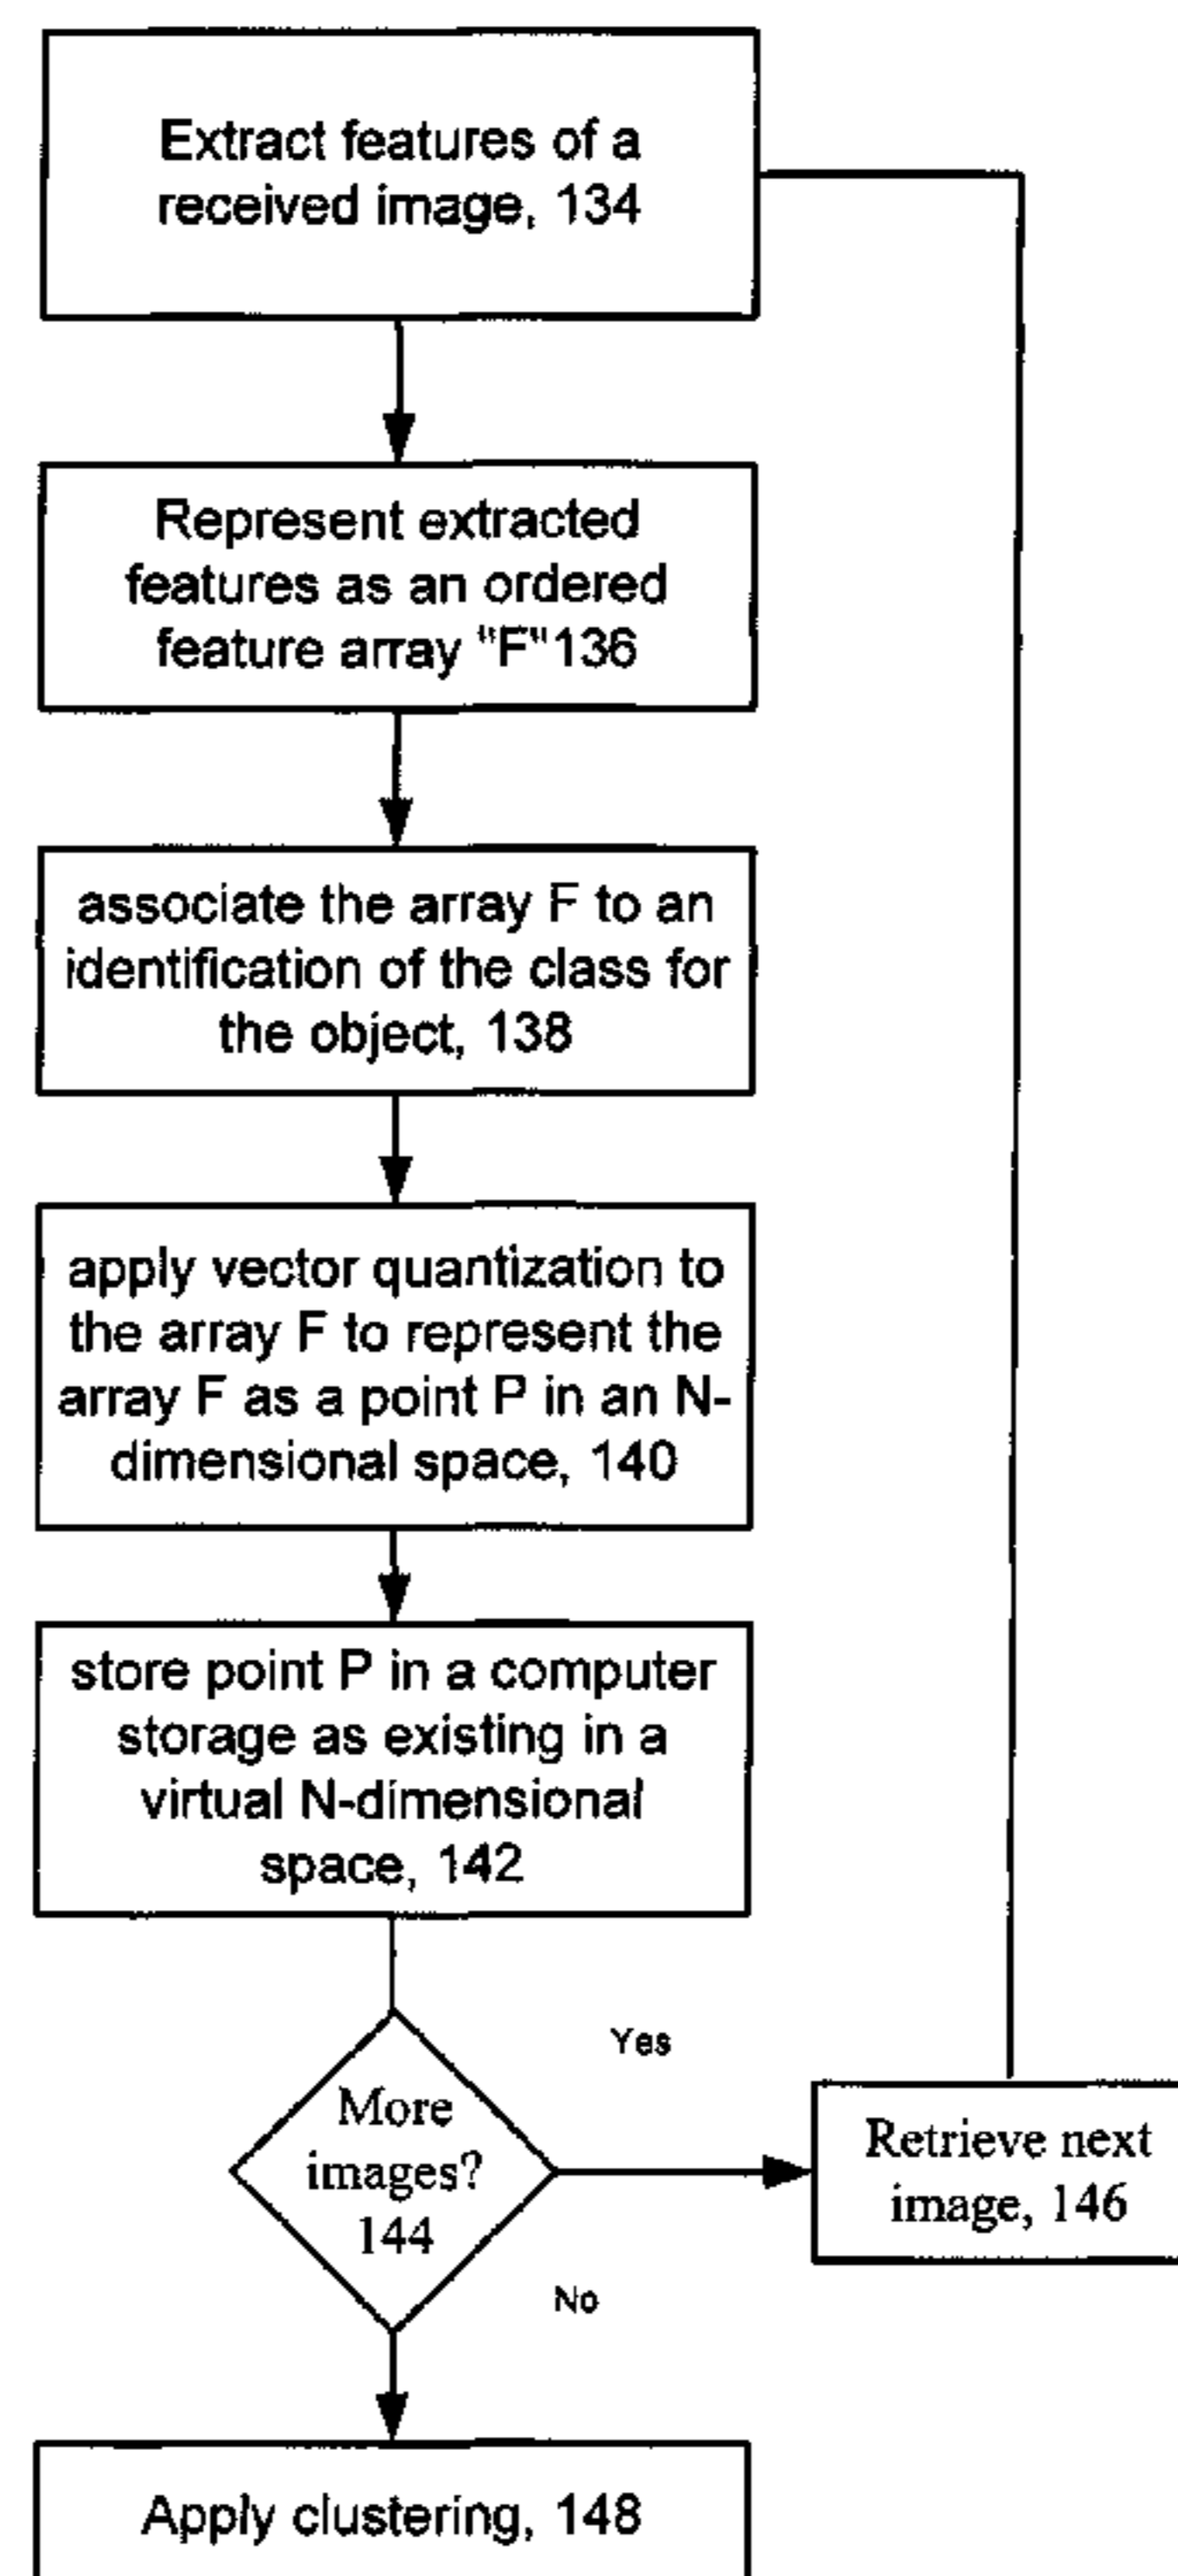 Extract features of a
received image, 134
Represent extracted
features as an ordered
feature array "F"136
associate the array F to an
identification of the class for
the object, 138
apply vector quantization to
the array F to represent the
array F as a point P in an N-
dimensional space, 140
store point P in a computer
storage as existing in a
virtual N-dimensional
space, 142
More
images?
144
Yes
Retrieve next
image, 146
No
Apply clustering, 148